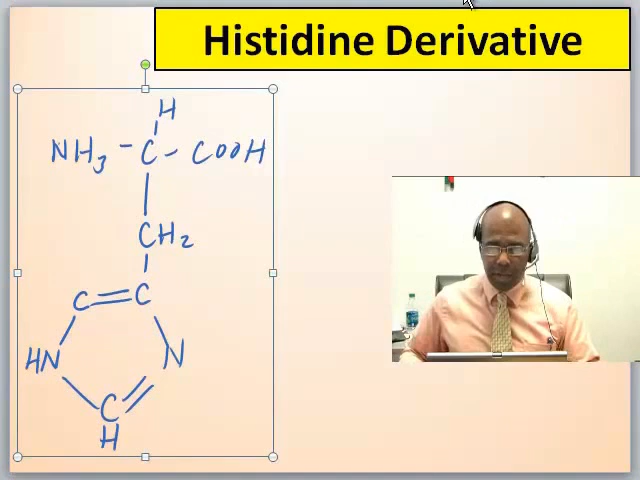 Histidine Derivative
H
NH3 - C - COOH
CH2
C = C
HN N
C
H